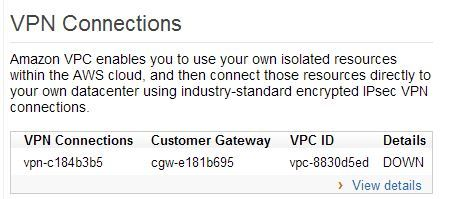 VPN Connections
Amazon VPC enables you to use your own isolated resources
within the AWS cloud, and then connect those resources directly to
your own datacenter using industry-standard encrypted IPsec VPN
connections.
VPN Connections Customer Gateway VPC ID Details
vpn-c184b3b5 cgw-e181b695 vpc-8830d5ed DOWN
› View details